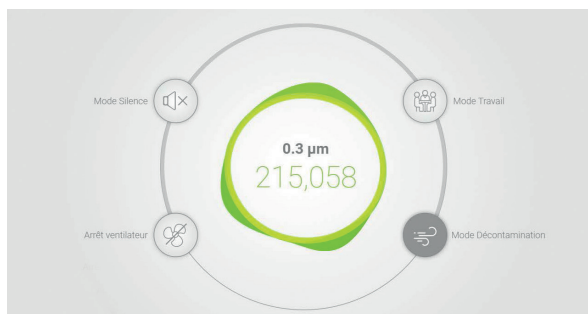 Mode Silence
Mode Travail
0.3 µm
215,058
Arrêt ventilateur
Mode Décontamination